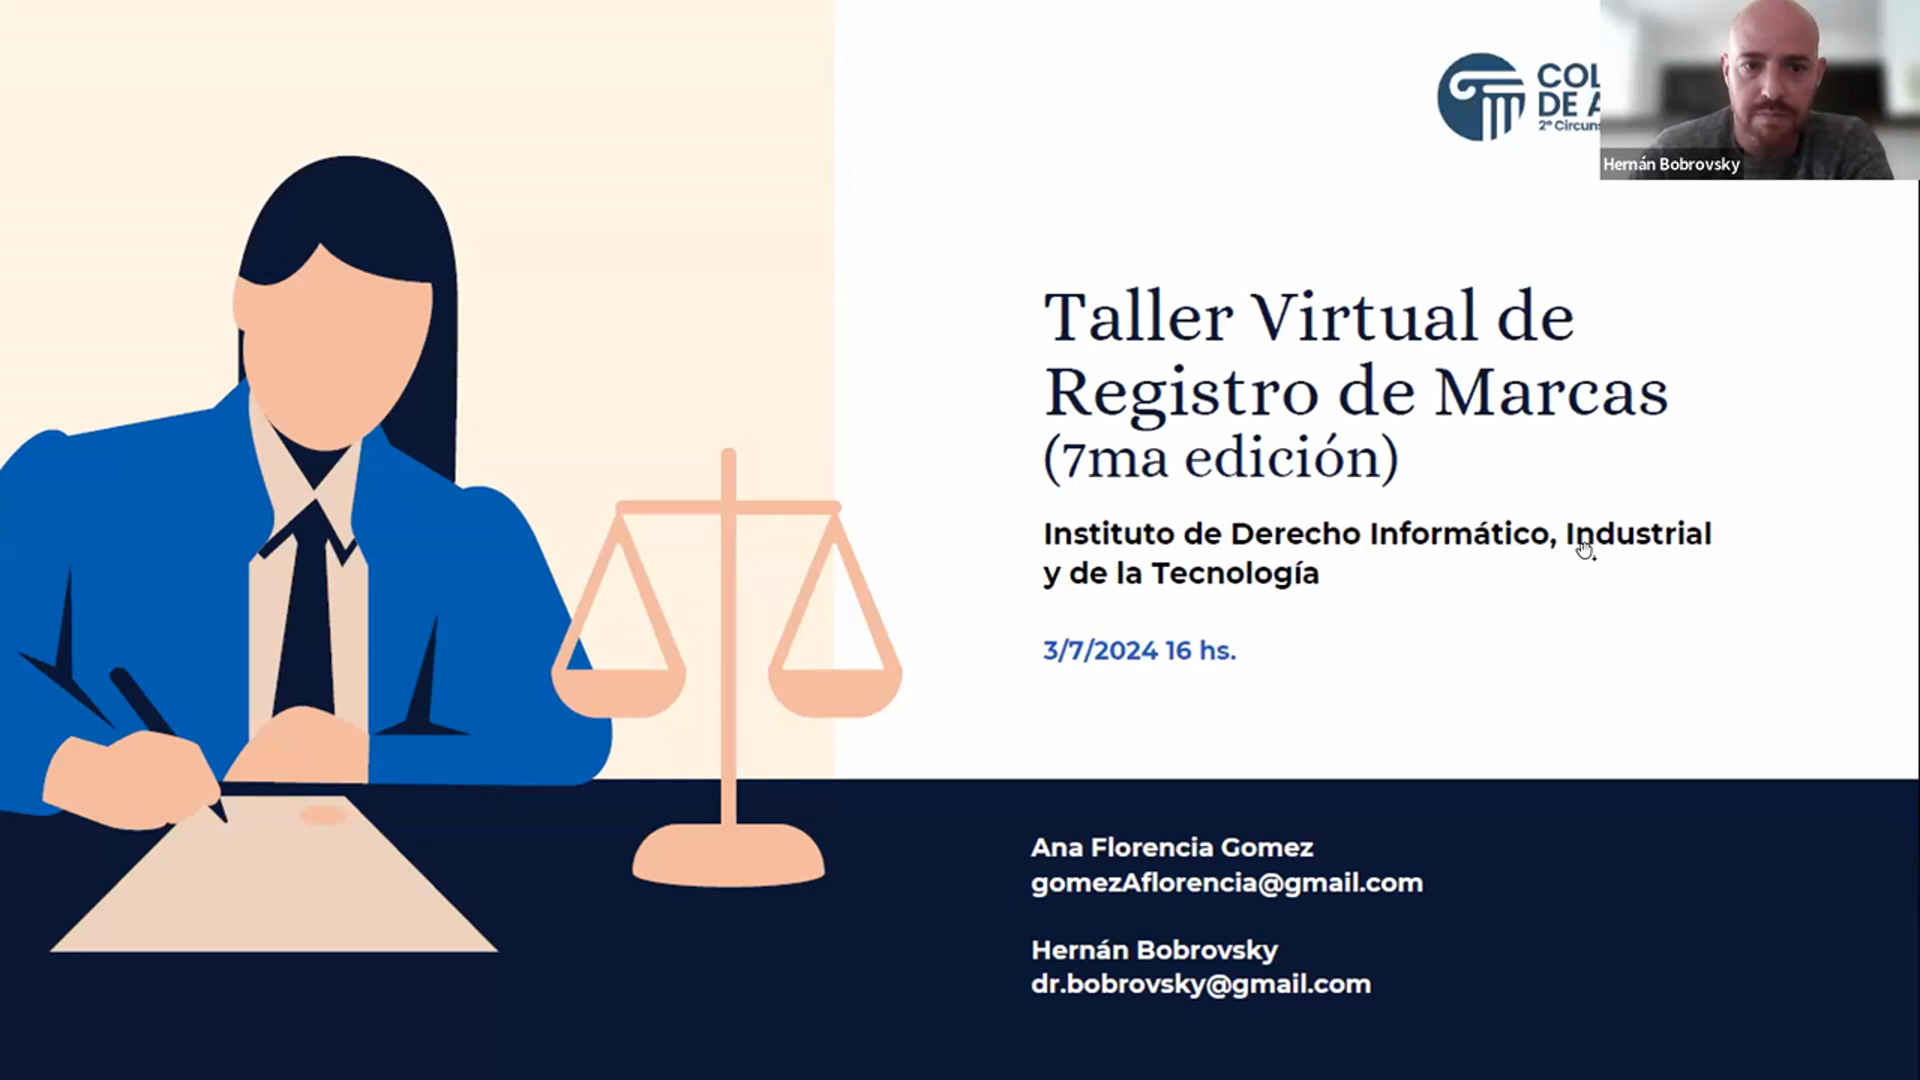 COL
DE A
2ª Circuns
Hernán Bobrovsky
Taller Virtual de
Registro de Marcas
(7ma edición)
Instituto de Derecho Informático, Industrial
y de la Tecnología
3/7/2024 16 hs.
Ana Florencia Gomez
gomezAflorencia@gmail.com
Hernán Bobrovsky
dr.bobrovsky@gmail.com